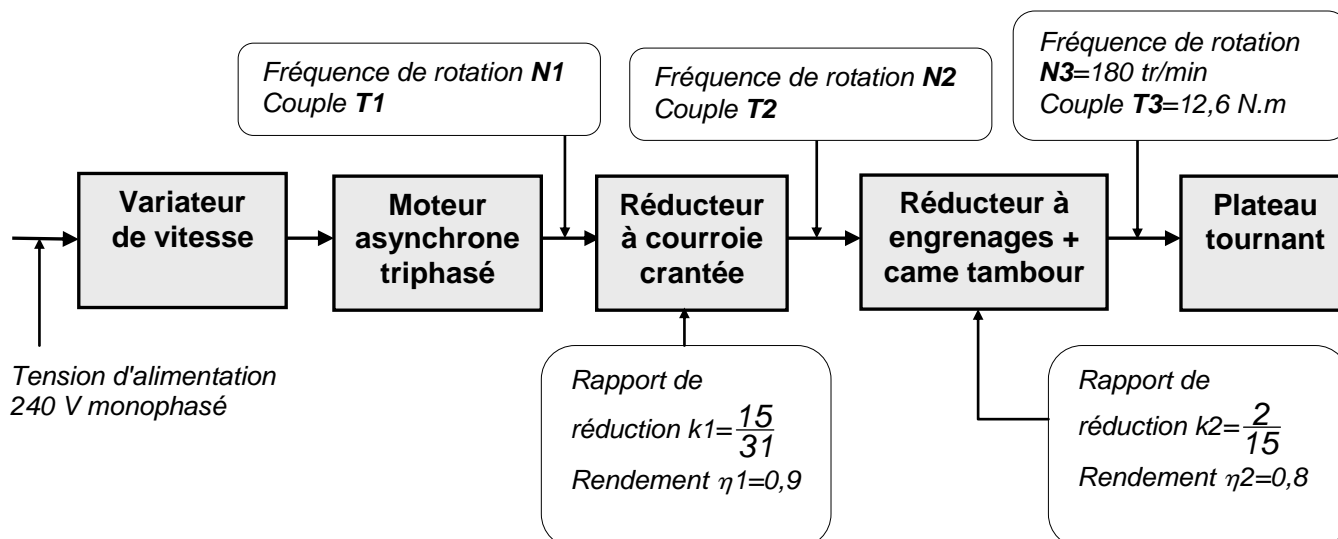 Fréquence de rotation N1
Couple T1
Fréquence de rotation N2
Couple T2
Fréquence de rotation
N3=180 tr/min
Couple T3=12,6 N.m
Variateur
de vitesse
Moteur
asynchrone
triphasé
Réducteur
à courroie
crantée
Réducteur à
engrenages +
came tambour
Plateau
tournant
Tension d'alimentation
240 V monophasé
Rapport de
réduction k1=15/31
Rendement η1=0,9
Rapport de
réduction k2=2/15
Rendement η2=0,8